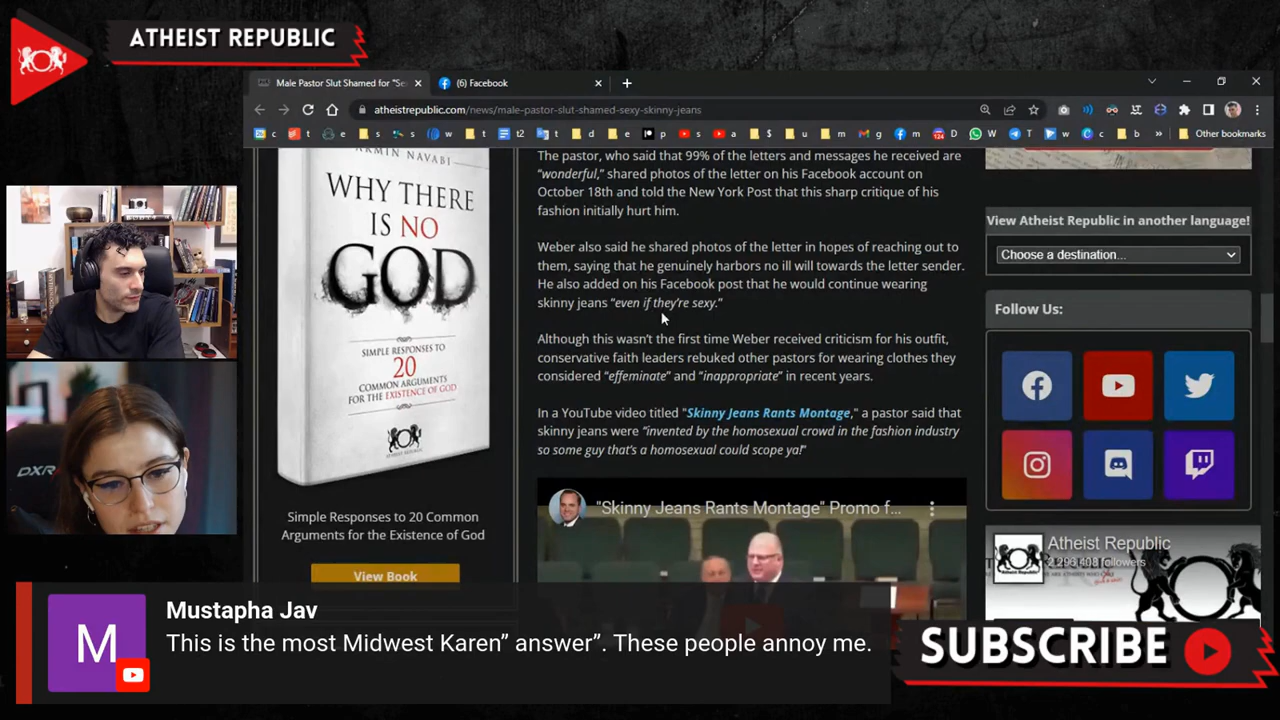 ATHEIST REPUBLIC
Male Pastor Slut Shamed for "Se
(6) Facebook
atheistrepublic.com/news/male-pastor-slut-shamed-sexy-skinny-jeans
c t e s s w t t2 t d e p s a $ u m g m D W T w c b » Other bookmarks
ARMIN NAVABI
WHY THERE
IS NO
GOD
SIMPLE RESPONSES TO
20
COMMON ARGUMENTS
FOR THE EXISTENCE OF GOD
Simple Responses to 20 Common
Arguments for the Existence of God
View Book
The pastor, who said that 99% of the letters and messages he received are
“wonderful,” shared photos of the letter on his Facebook account on
October 18th and told the New York Post that this sharp critique of his
fashion initially hurt him.
Weber also said he shared photos of the letter in hopes of reaching out to
them, saying that he genuinely harbors no ill will towards the letter sender.
He also added on his Facebook post that he would continue wearing
skinny jeans “even if they’re sexy.”
Although this wasn’t the first time Weber received criticism for his outfit,
conservative faith leaders rebuked other pastors for wearing clothes they
considered “effeminate” and “inappropriate” in recent years.
In a YouTube video titled "Skinny Jeans Rants Montage," a pastor said that
skinny jeans were “invented by the homosexual crowd in the fashion industry
so some guy that’s a homosexual could scope ya!”
"Skinny Jeans Rants Montage" Promo f...
View Atheist Republic in another language!
Choose a destination...
Follow Us:
Atheist Republic
followers
DXR
M
Mustapha Jav
This is the most Midwest Karen” answer”. These people annoy me.
SUBSCRIBE